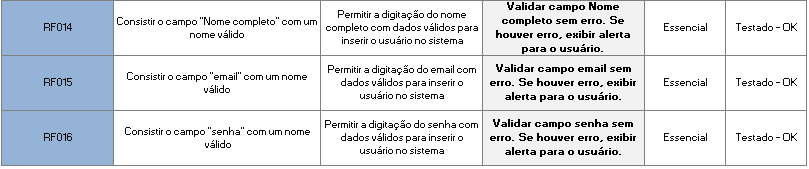 RF014
Consistir o campo "Nome completo" com um
nome válido
Permitir a digitação do nome
completo com dados válidos para
inserir o usuário no sistema
Validar campo Nome
completo sem erro. Se
houver erro, exibir alerta
para o usuário.
Essencial
Testado - OK
RF015
Consistir o campo "email" com um nome
válido
Permitir a digitação do email com
dados válidos para inserir o
usuário no sistema
Validar campo email sem
erro. Se houver erro, exibir
alerta para o usuário.
Essencial
Testado - OK
RF016
Consistir o campo "senha" com um nome
válido
Permitir a digitação do senha com
dados válidos para inserir o
usuário no sistema
Validar campo senha sem
erro. Se houver erro, exibir
alerta para o usuário.
Essencial
Testado - OK